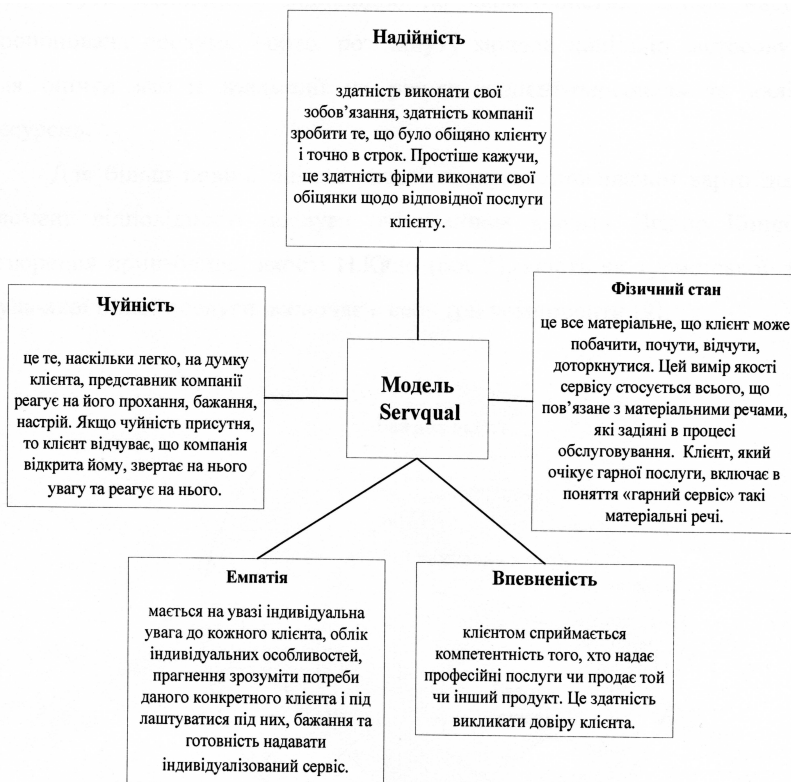 Надійність
здатність виконати свої
зобов’язання, здатність компанії
зробити те, що було обіцяно клієнту
і точно в строк. Простіше кажучи,
це здатність фірми виконати свої
обіцянки щодо відповідної послуги
клієнту.
Чуйність
це те, наскільки легко, на думку
клієнта, представник компанії
реагує на його прохання, бажання,
настрій. Якщо чуйність присутня,
то клієнт відчуває, що компанія
відкрита йому, звертає на нього
увагу та реагує на нього.
Модель
Servqual
Фізичний стан
це все матеріальне, що клієнт може
побачити, почути, відчути,
доторкнутися. Цей вимір якості
сервісу стосується всього, що
пов’язане з матеріальними речами,
які задіяні в процесі
обслуговування. Клієнт, який
очікує гарної послуги, включає в
поняття «гарний сервіс» такі
матеріальні речі.
Емпатія
мається на увазі індивідуальна
увага до кожного клієнта, облік
індивідуальних особливостей,
прагнення зрозуміти потреби
даного конкретного клієнта і під
лаштуватися під них, бажання та
готовність надавати
індивідуалізований сервіс.
Впевненість
клієнтом сприймається
компетентність того, хто надає
професійні послуги чи продає той
чи інший продукт. Це здатність
викликати довіру клієнта.